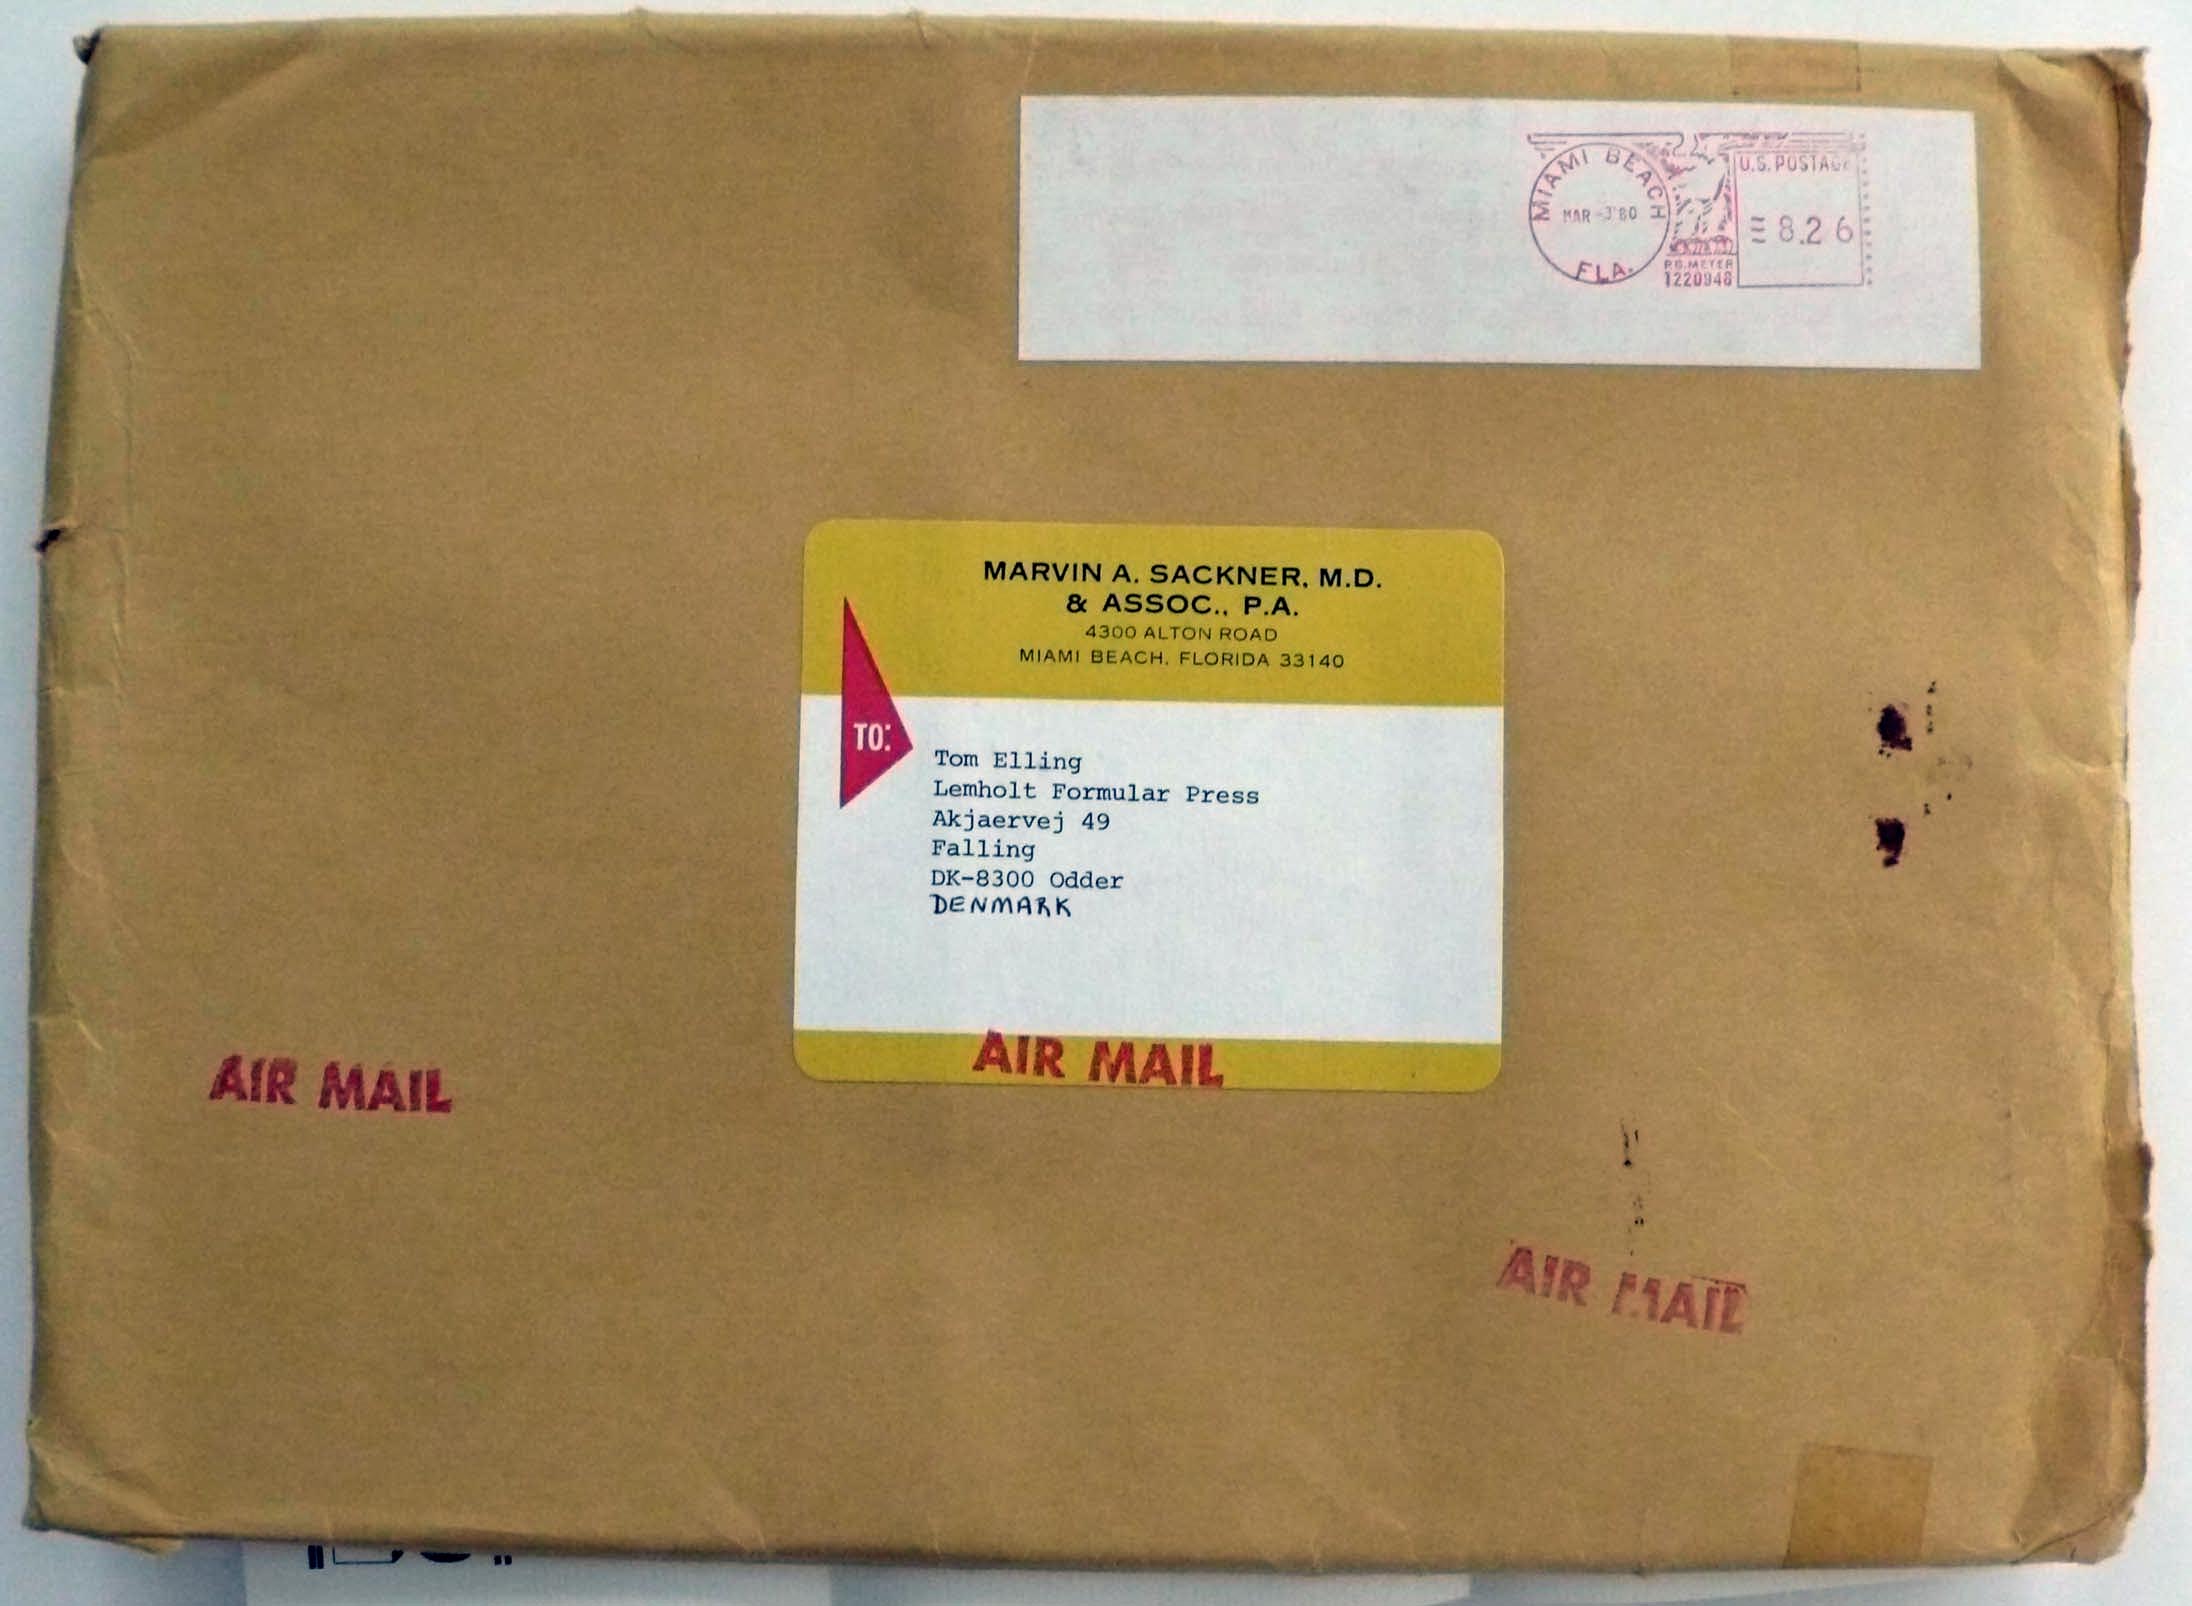 MIAMI BEACH
MAR -3'80
FLA.
P.B. METER
1220948
U.S. POSTAGE
8.26
MARVIN A. SACKNER, M.D.
& ASSOC., P.A.
4300 ALTON ROAD
MIAMI BEACH, FLORIDA 33140
TO:
Tom Elling
Lemholt Formular Press
Akjaervej 49
Falling
DK-8300 Odder
DENMARK
AIR MAIL
AIR MAIL
AIR MAIL